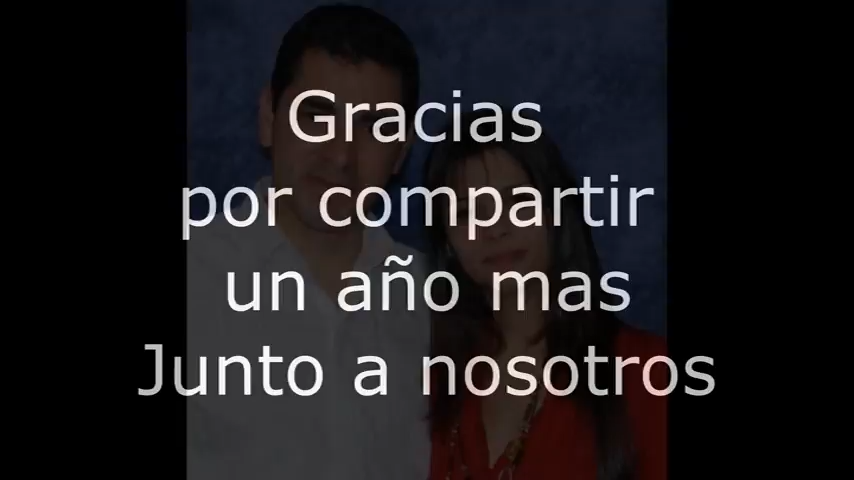 Gracias
por compartir
un año mas
Junto a nosotros